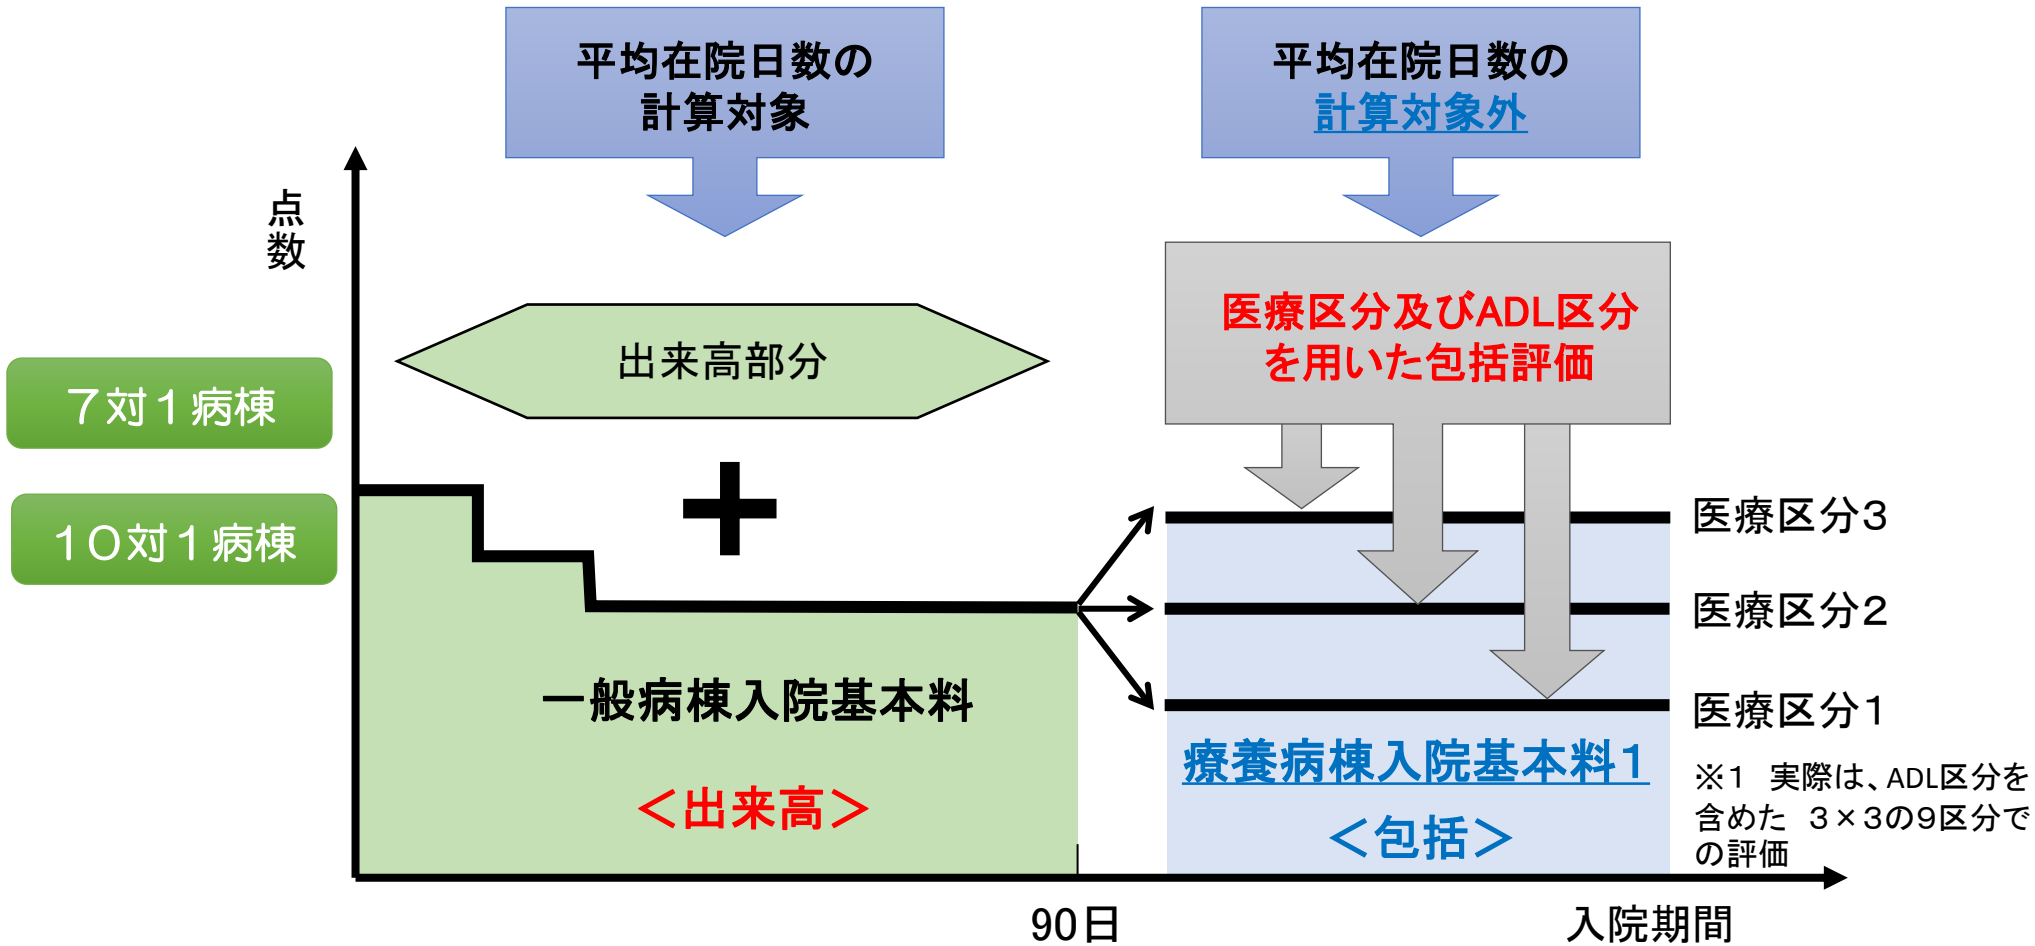 平均在院日数の
計算対象
平均在院日数の
計算対象外
点数
医療区分及びADL区分
を用いた包括評価
出来高部分
７対１病棟
１０対１病棟
医療区分３
医療区分２
医療区分１
一般病棟入院基本料
＜出来高＞
療養病棟入院基本料１
＜包括＞
※１　実際は、ADL区分を
含めた　３×３の９区分で
の評価
90日
入院期間